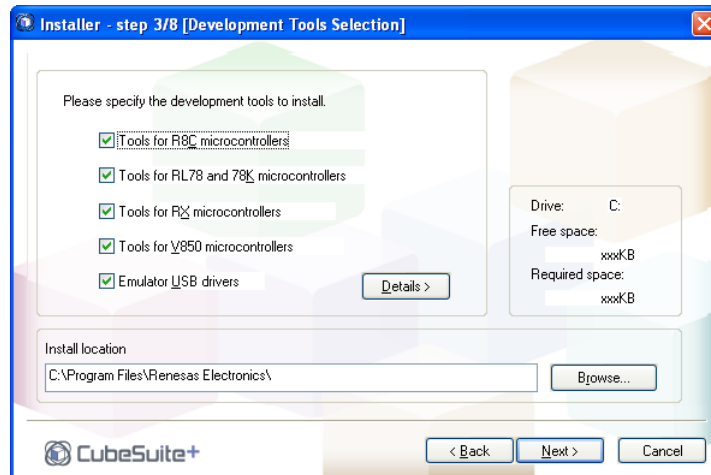 Installer - step 3/8 [Development Tools Selection]
Please specify the development tools to install.
Tools for R8C microcontrollers
Tools for RL78 and 78K microcontrollers
Tools for RX microcontrollers
Tools for V850 microcontrollers
Emulator USB drivers
Details >
Drive: C:
Free space:
xxxKB
Required space:
xxxKB
Install location
C:\Program Files\Renesas Electronics\
Browse...
CubeSuite+
< Back
Next >
Cancel